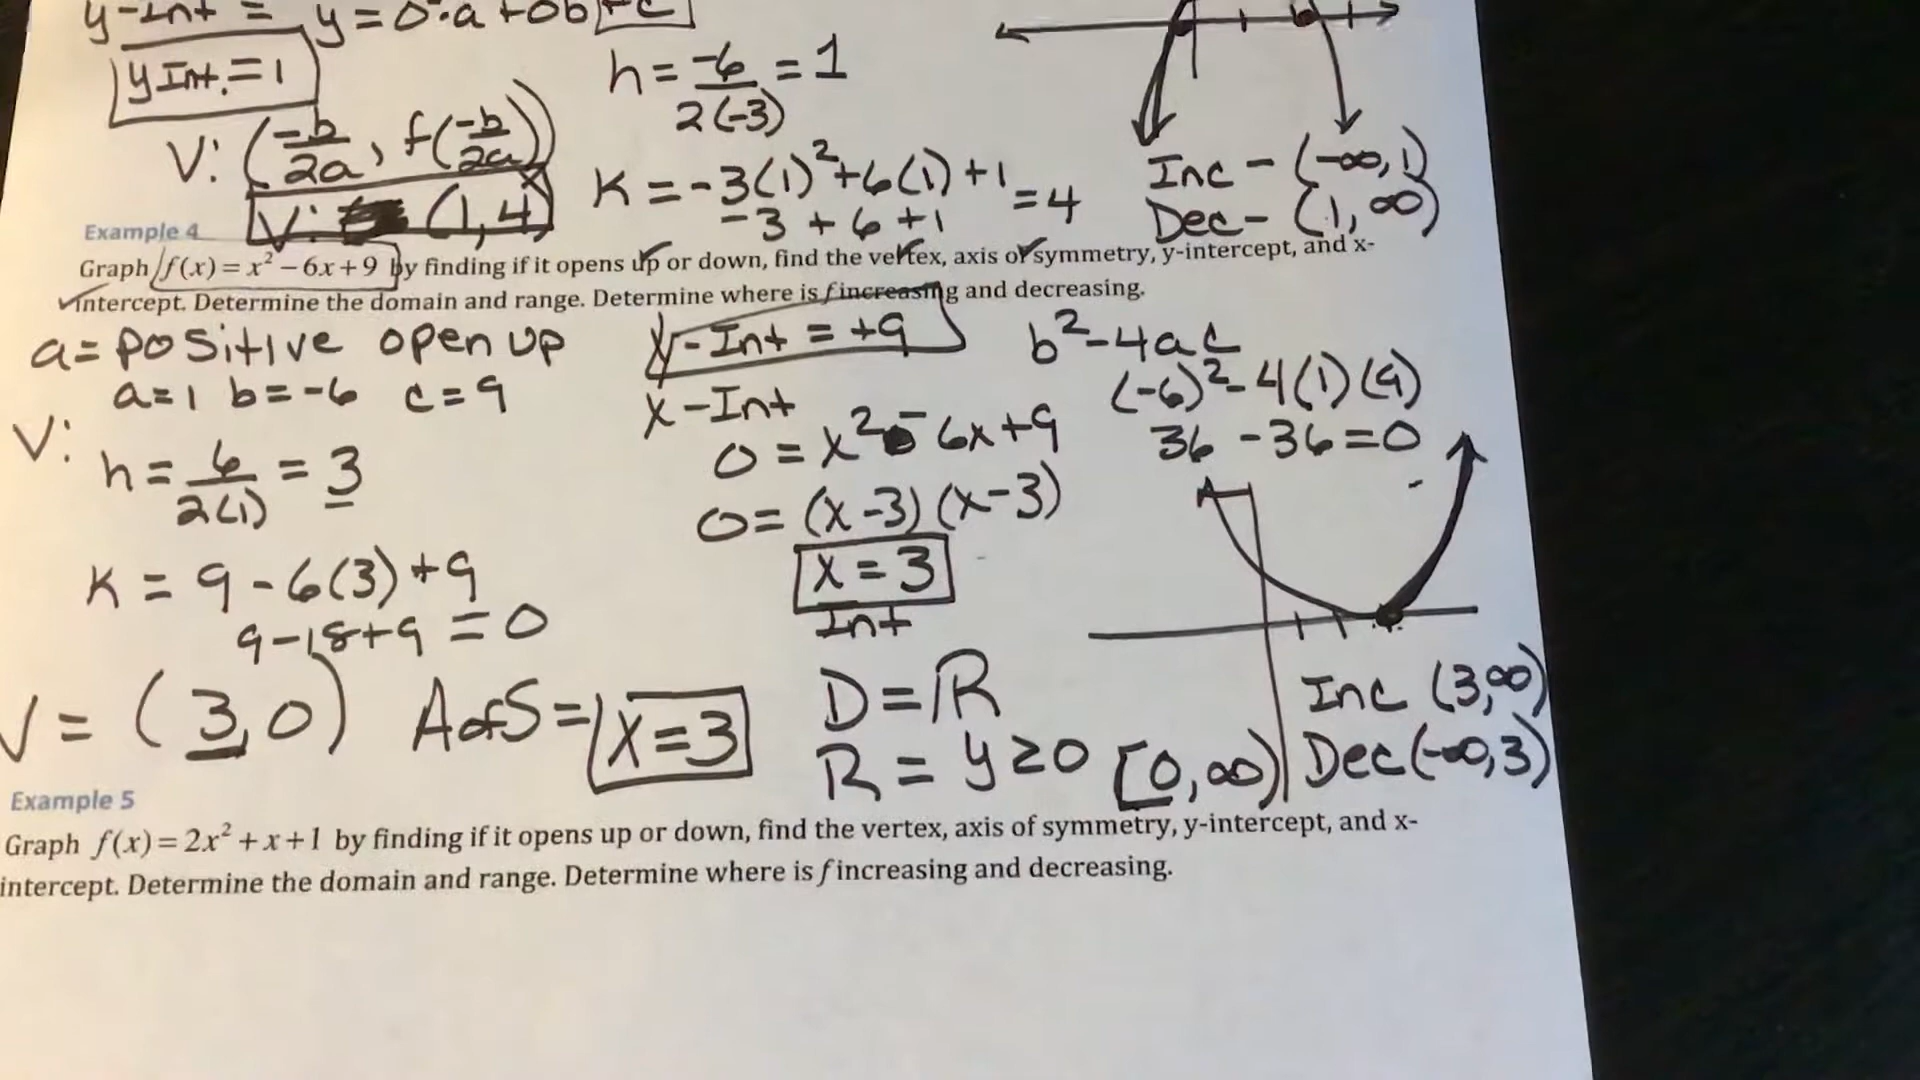 y-Int = y = 0·a + 0b + c
y Int. = 1
h = -6/2(-3) = 1
V: (-b/2a, f(-b/2a))
K = -3(1)²+6(1)+1 = 4
-3 + 6 + 1
V: (1,4)
Inc - (-∞,1)
Dec - (1,∞)
Example 4
Graph f(x) = x² - 6x + 9 by finding if it opens up or down, find the vertex, axis of symmetry, y-intercept, and x-
intercept. Determine the domain and range. Determine where is f increasing and decreasing.
a = positive open up
a=1 b=-6 c=9
V:
h = 6/2(1) = 3
K = 9 - 6(3) + 9
9-18+9 = 0
V = (3,0) AofS = x=3
y-Int = +9
x-Int
0 = x² - 6x+9
0 = (x-3)(x-3)
x = 3
Int
b²-4ac
(-6)²-4(1)(9)
36 - 36 = 0
D = ℝ
R = y ≥ 0 [0,∞)
Inc (3,∞)
Dec (-∞,3)
Example 5
Graph f(x) = 2x² + x + 1 by finding if it opens up or down, find the vertex, axis of symmetry, y-intercept, and x-
intercept. Determine the domain and range. Determine where is f increasing and decreasing.